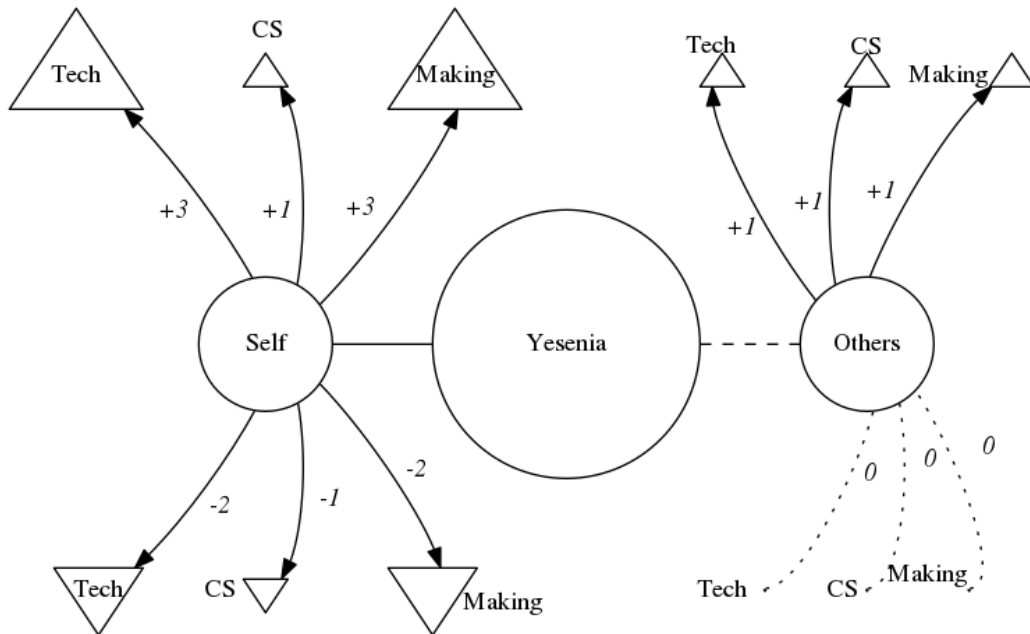 CS
Tech
CS
Tech
Making
Making
+3
+1
+3
+1
+1
+1
Self
Yesenia
Others
-2
-1
-2
0
0
0
Tech
CS
Making
Tech
CS
Making